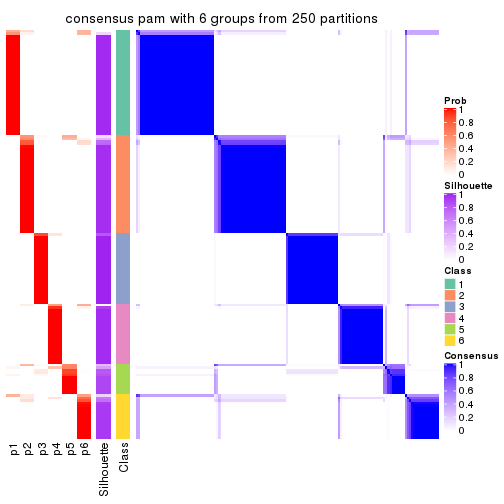 consensus pam with 6 groups from 250 partitions
Prob
1
0.8
0.6
0.4
0.2
0
Silhouette
1
0.8
0.6
0.4
0.2
0
Class
1
2
3
4
5
6
Consensus
1
0.8
0.6
0.4
0.2
0
p1
p2
p3
p4
p5
p6
Silhouette
Class